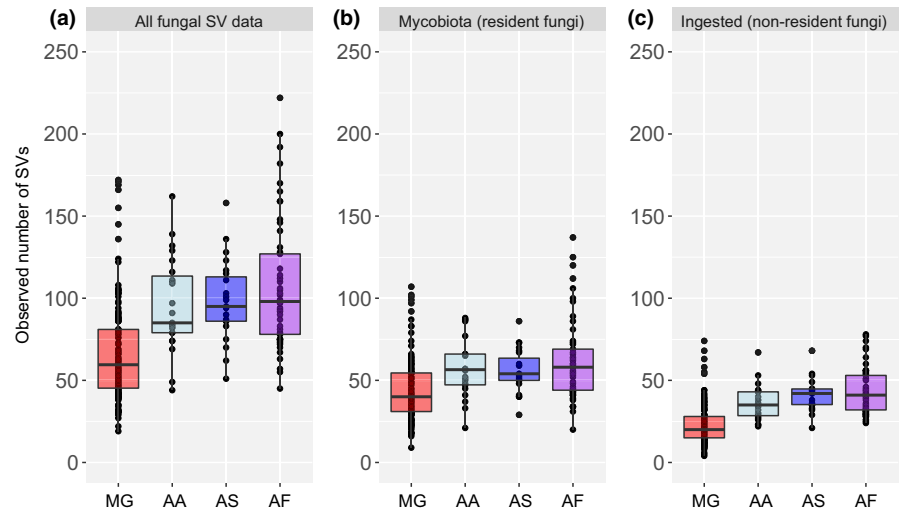 (a) All fungal SV data
(b) Mycobiota (resident fungi)
(c) Ingested (non-resident fungi)
Observed number of SVs
250
200
150
100
50
0
MG AA AS AF
250
200
150
100
50
0
MG AA AS AF
250
200
150
100
50
0
MG AA AS AF